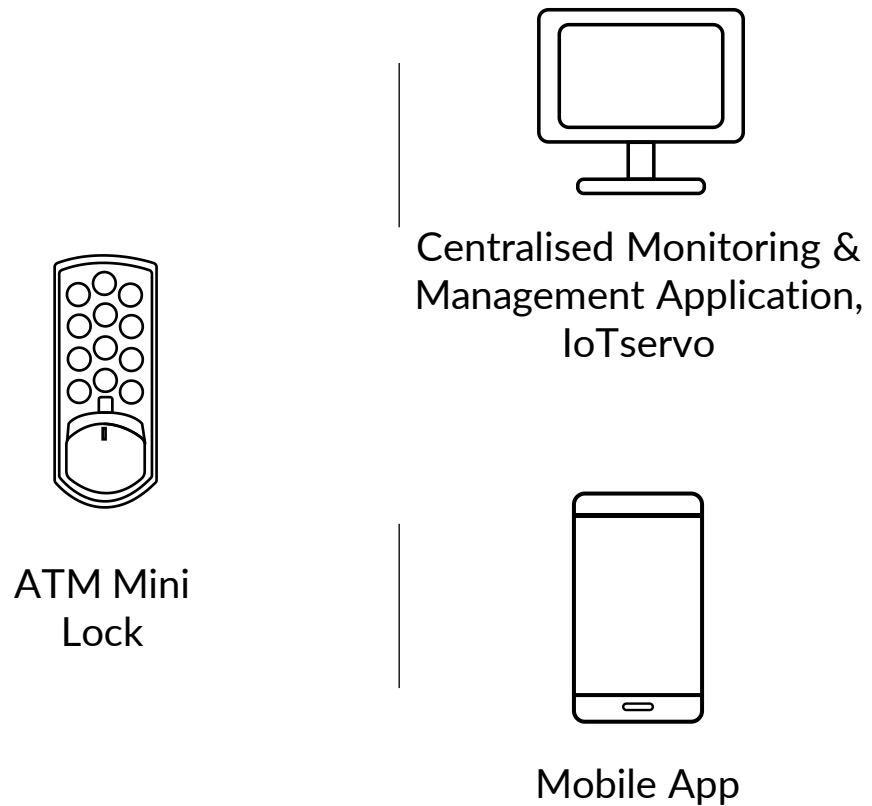 Centralised Monitoring &
Management Application,
IoTservo
ATM Mini
Lock
Mobile App